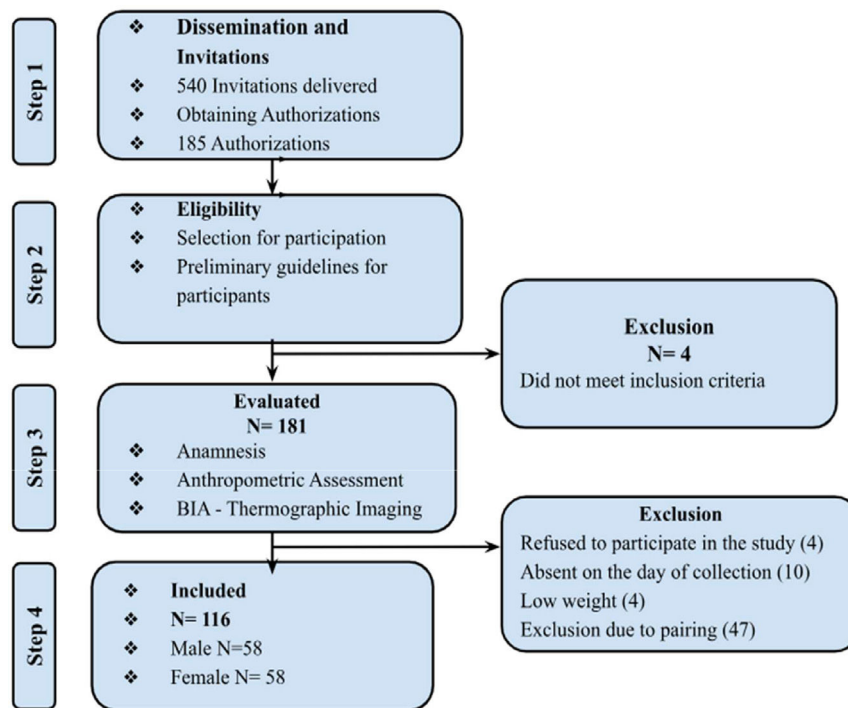 Step 1
❖ Dissemination and
Invitations
❖ 540 Invitations delivered
❖ Obtaining Authorizations
❖ 185 Authorizations
Step 2
❖ Eligibility
❖ Selection for participation
❖ Preliminary guidelines for
participants
Exclusion
N= 4
Did not meet inclusion criteria
Step 3
Evaluated
N= 181
❖ Anamnesis
❖ Anthropometric Assessment
❖ BIA - Thermographic Imaging
Exclusion
Refused to participate in the study (4)
Absent on the day of collection (10)
Low weight (4)
Exclusion due to pairing (47)
Step 4
❖ Included
❖ N= 116
❖ Male N=58
❖ Female N= 58